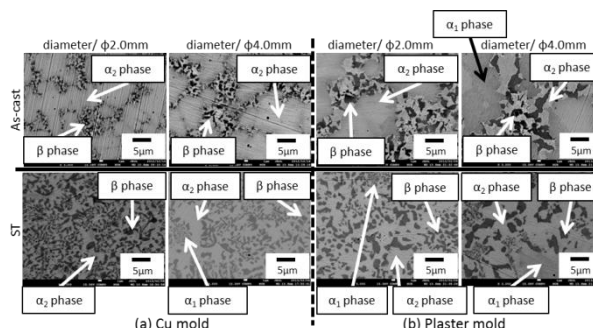 diameter/ ϕ2.0mm
diameter/ ϕ4.0mm
diameter/ ϕ2.0mm
diameter/ ϕ4.0mm
α₁ phase
As-cast
α₂ phase
α₂ phase
α₂ phase
α₂ phase
β phase
β phase
β phase
β phase
5μm
5μm
5μm
5μm
ST
β phase
α₂ phase
β phase
β phase
α₂ phase
β phase
5μm
5μm
5μm
5μm
α₂ phase
α₁ phase
α₁ phase
α₂ phase
α₁ phase
(a) Cu mold
(b) Plaster mold